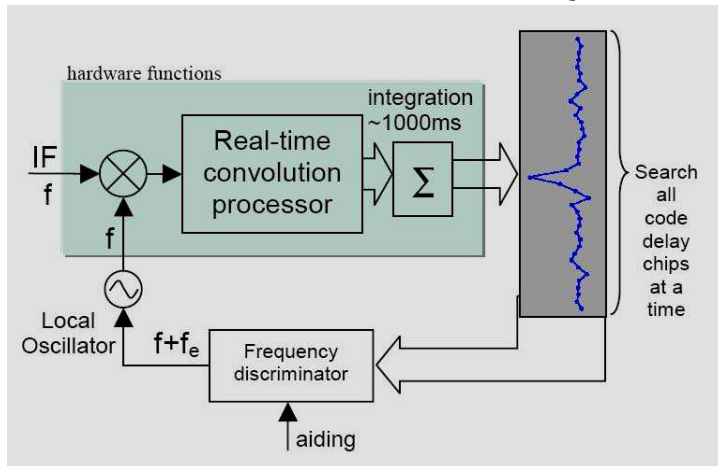 hardware functions
integration
~1000ms
IF
f
Real-time
convolution
processor
Σ
Search
all
code
delay
chips
at a
time
f
Local
Oscillator
f+fe
Frequency
discriminator
aiding